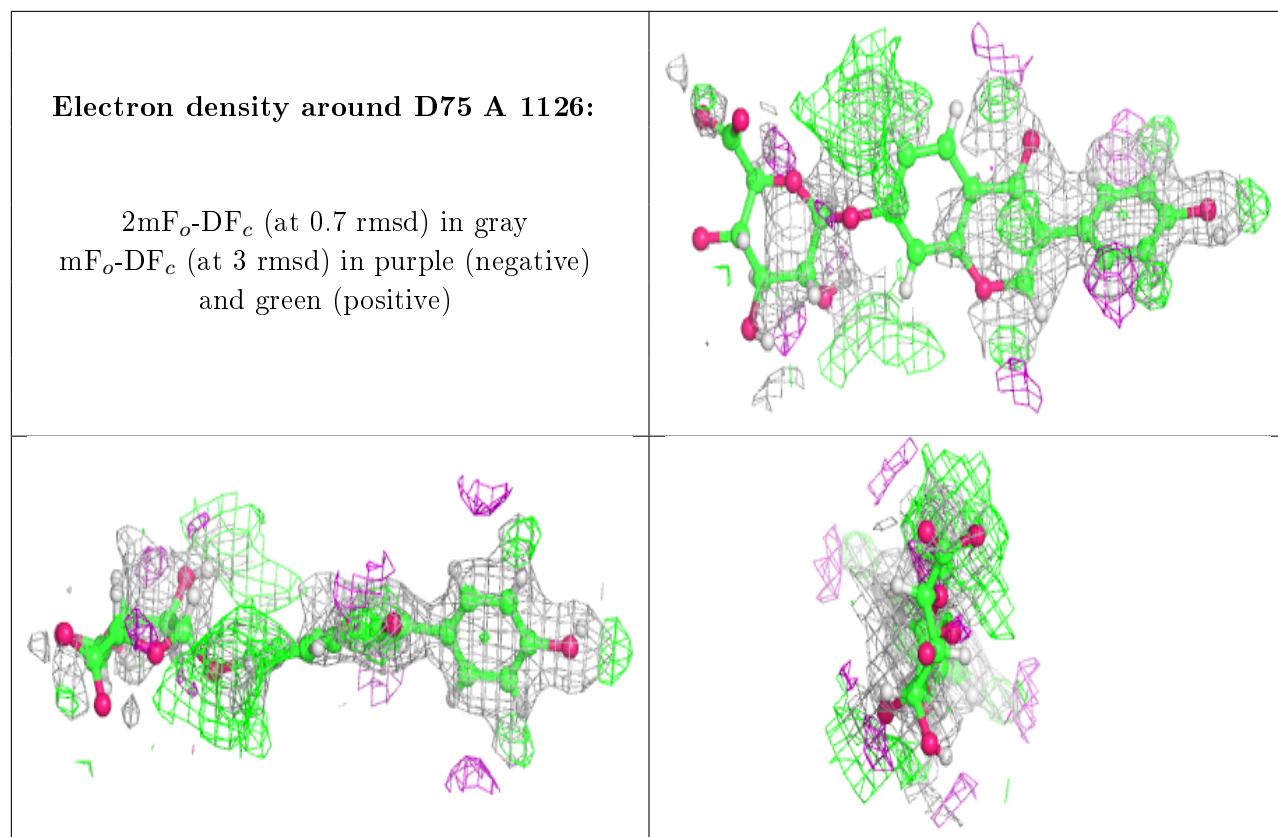 Electron density around D75 A 1126:
2mFo-DFc (at 0.7 rmsd) in gray
mFo-DFc (at 3 rmsd) in purple (negative)
and green (positive)